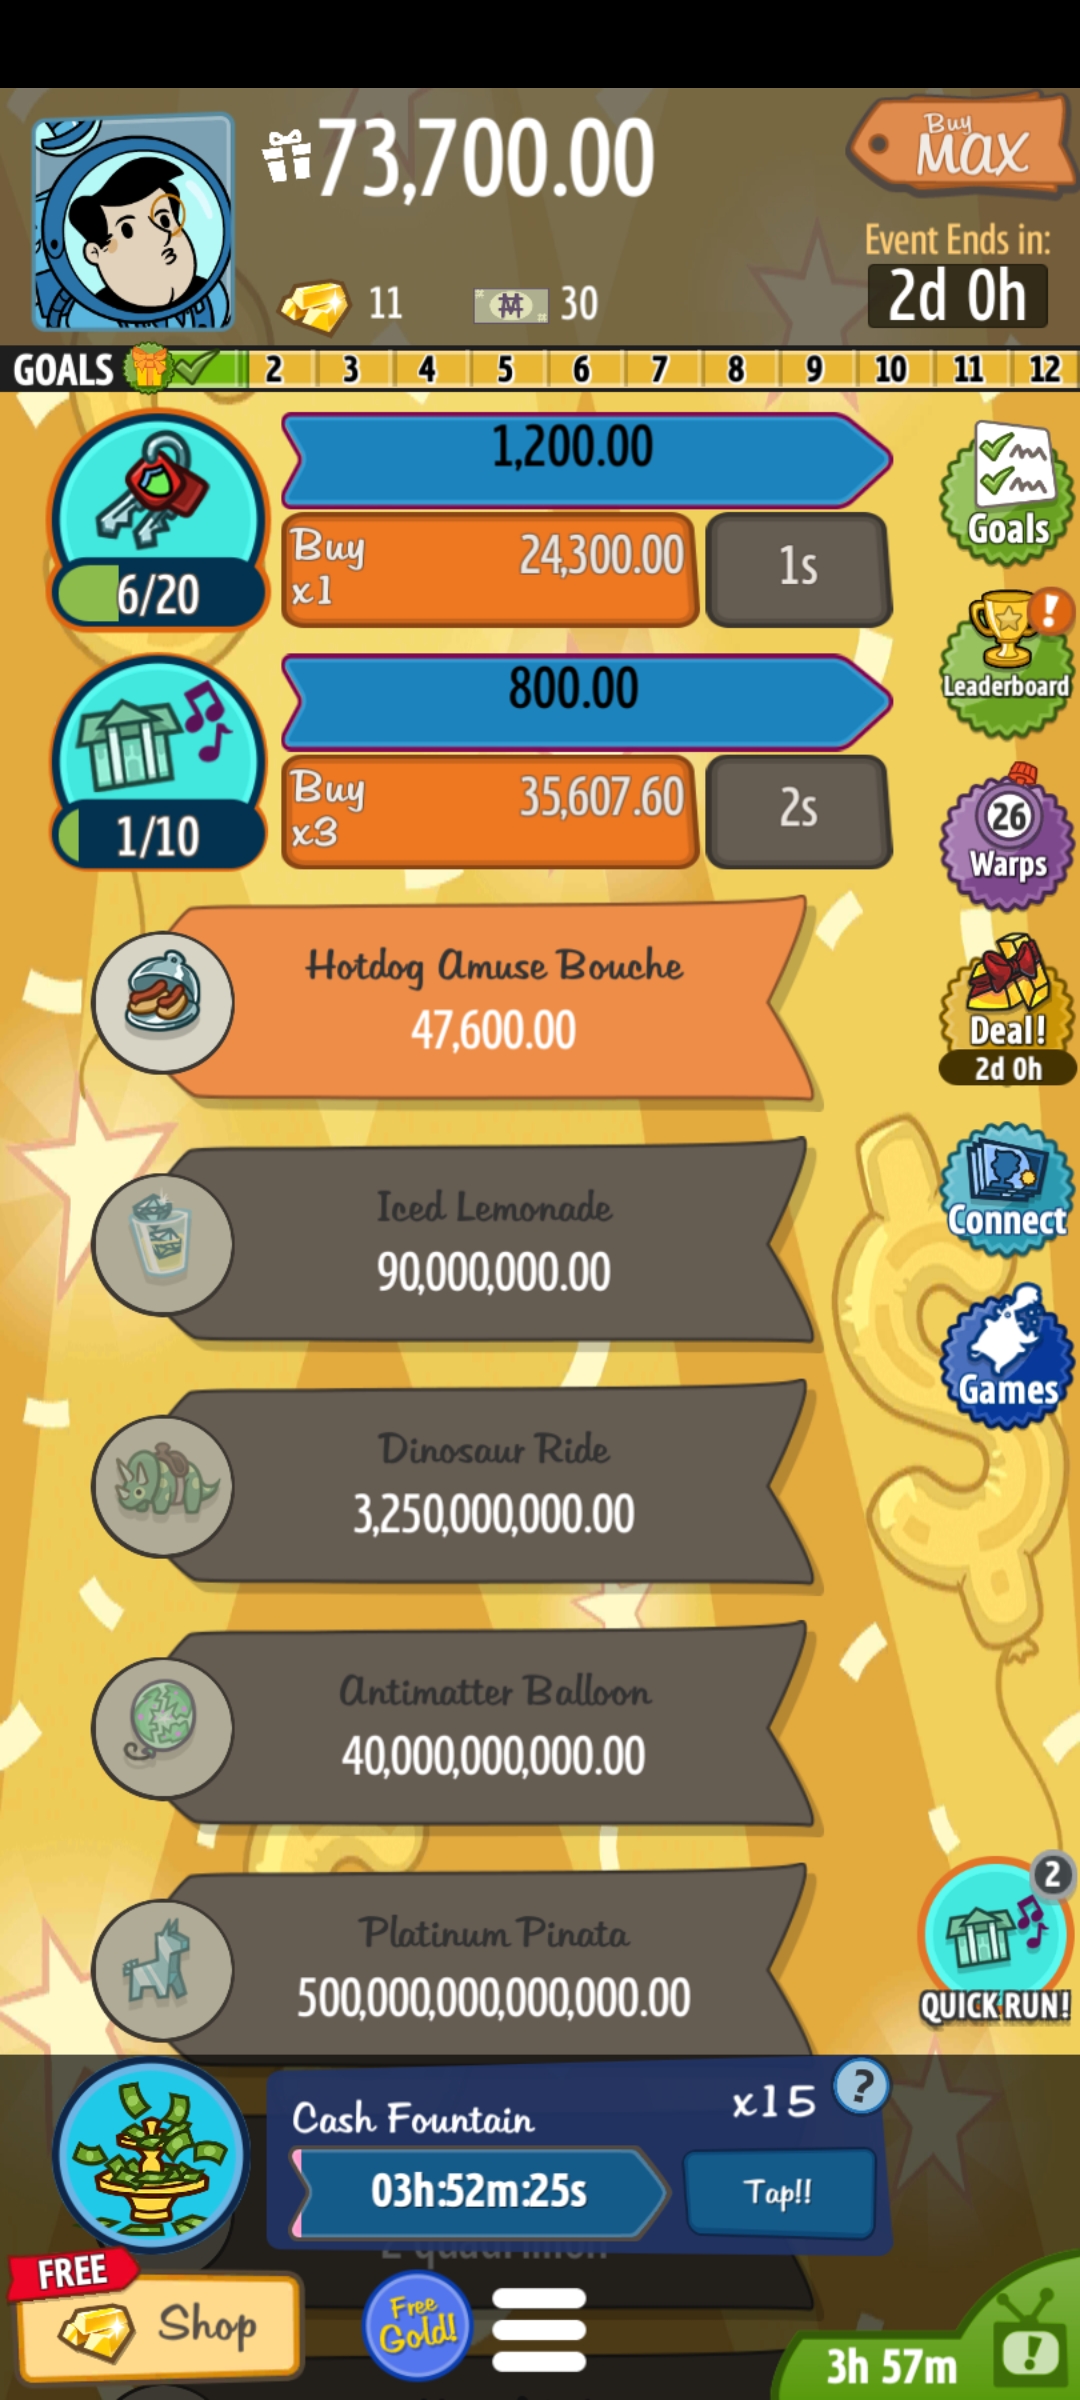 73,700.00
Buy
MAX
Event Ends in:
2d 0h
11
30
GOALS 2 3 4 5 6 7 8 9 10 11 12
1,200.00
Buy
x1
24,300.00
1s
6/20
Goals
800.00
Buy
x3
35,607.60
2s
1/10
Leaderboard
26
Warps
Hotdog Amuse Bouche
47,600.00
Deal!
2d 0h
Iced Lemonade
90,000,000.00
Connect
Dinosaur Ride
3,250,000,000.00
Games
Antimatter Balloon
40,000,000,000.00
Platinum Pinata
500,000,000,000,000.00
2
QUICK RUN!
Cash Fountain
x15
?
03h:52m:25s
Tap!!
FREE
Shop
Free
Gold!
3h 57m